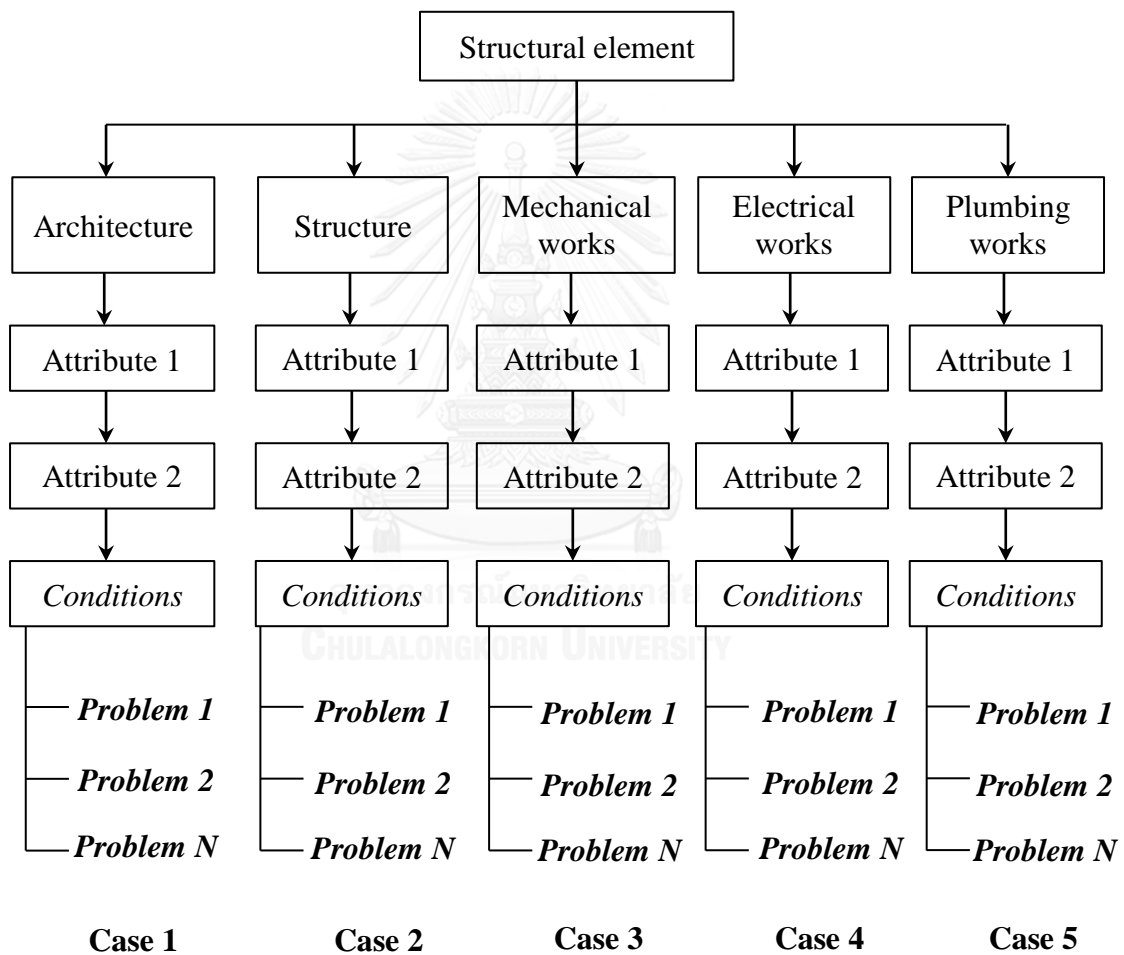 Structural element
Architecture
Structure
Mechanical
works
Electrical
works
Plumbing
works
Attribute 1
Attribute 1
Attribute 1
Attribute 1
Attribute 1
Attribute 2
Attribute 2
Attribute 2
Attribute 2
Attribute 2
Conditions
Conditions
Conditions
Conditions
Conditions
CHULALONGKORN UNIVERSITY
Problem 1
Problem 1
Problem 1
Problem 1
Problem 1
Problem 2
Problem 2
Problem 2
Problem 2
Problem 2
Problem N
Problem N
Problem N
Problem N
Problem N
Case 1
Case 2
Case 3
Case 4
Case 5